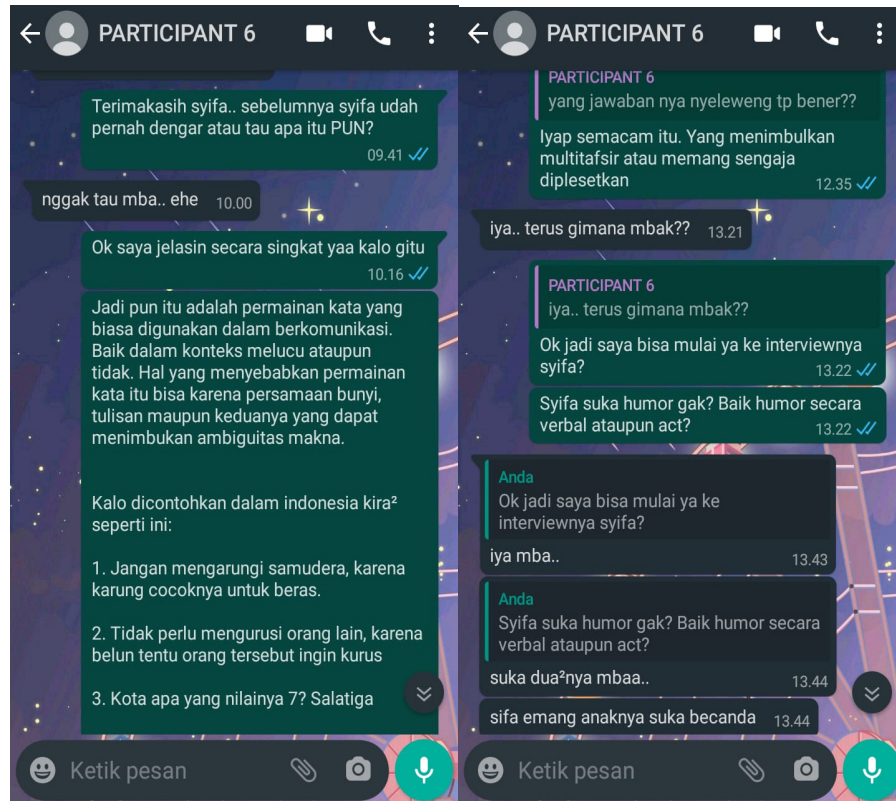 PARTICIPANT 6
Terimakasih syifa.. sebelumnya syifa udah
pernah dengar atau tau apa itu PUN?
09.41
nggak tau mba.. ehe 10.00
Ok saya jelasin secara singkat yaa kalo gitu
10.16
Jadi pun itu adalah permainan kata yang
biasa digunakan dalam berkomunikasi.
Baik dalam konteks melucu ataupun
tidak. Hal yang menyebabkan permainan
kata itu bisa karena persamaan bunyi,
tulisan maupun keduanya yang dapat
menimbukan ambiguitas makna.
Kalo dicontohkan dalam indonesia kira²
seperti ini:
1. Jangan mengarungi samudera, karena
karung cocoknya untuk beras.
2. Tidak perlu mengurusi orang lain, karena
belun tentu orang tersebut ingin kurus
3. Kota apa yang nilainya 7? Salatiga
Ketik pesan
PARTICIPANT 6
PARTICIPANT 6
yang jawaban nya nyeleweng tp bener??
Iyap semacam itu. Yang menimbulkan
multitafsir atau memang sengaja
diplesetkan 12.35
iya.. terus gimana mbak?? 13.21
PARTICIPANT 6
iya.. terus gimana mbak??
Ok jadi saya bisa mulai ya ke interviewnya
syifa? 13.22
Syifa suka humor gak? Baik humor secara
verbal ataupun act? 13.22
Anda
Ok jadi saya bisa mulai ya ke
interviewnya syifa?
iya mba.. 13.43
Anda
Syifa suka humor gak? Baik humor secara
verbal ataupun act?
suka dua²nya mbaa.. 13.44
sifa emang anaknya suka becanda 13.44
Ketik pesan